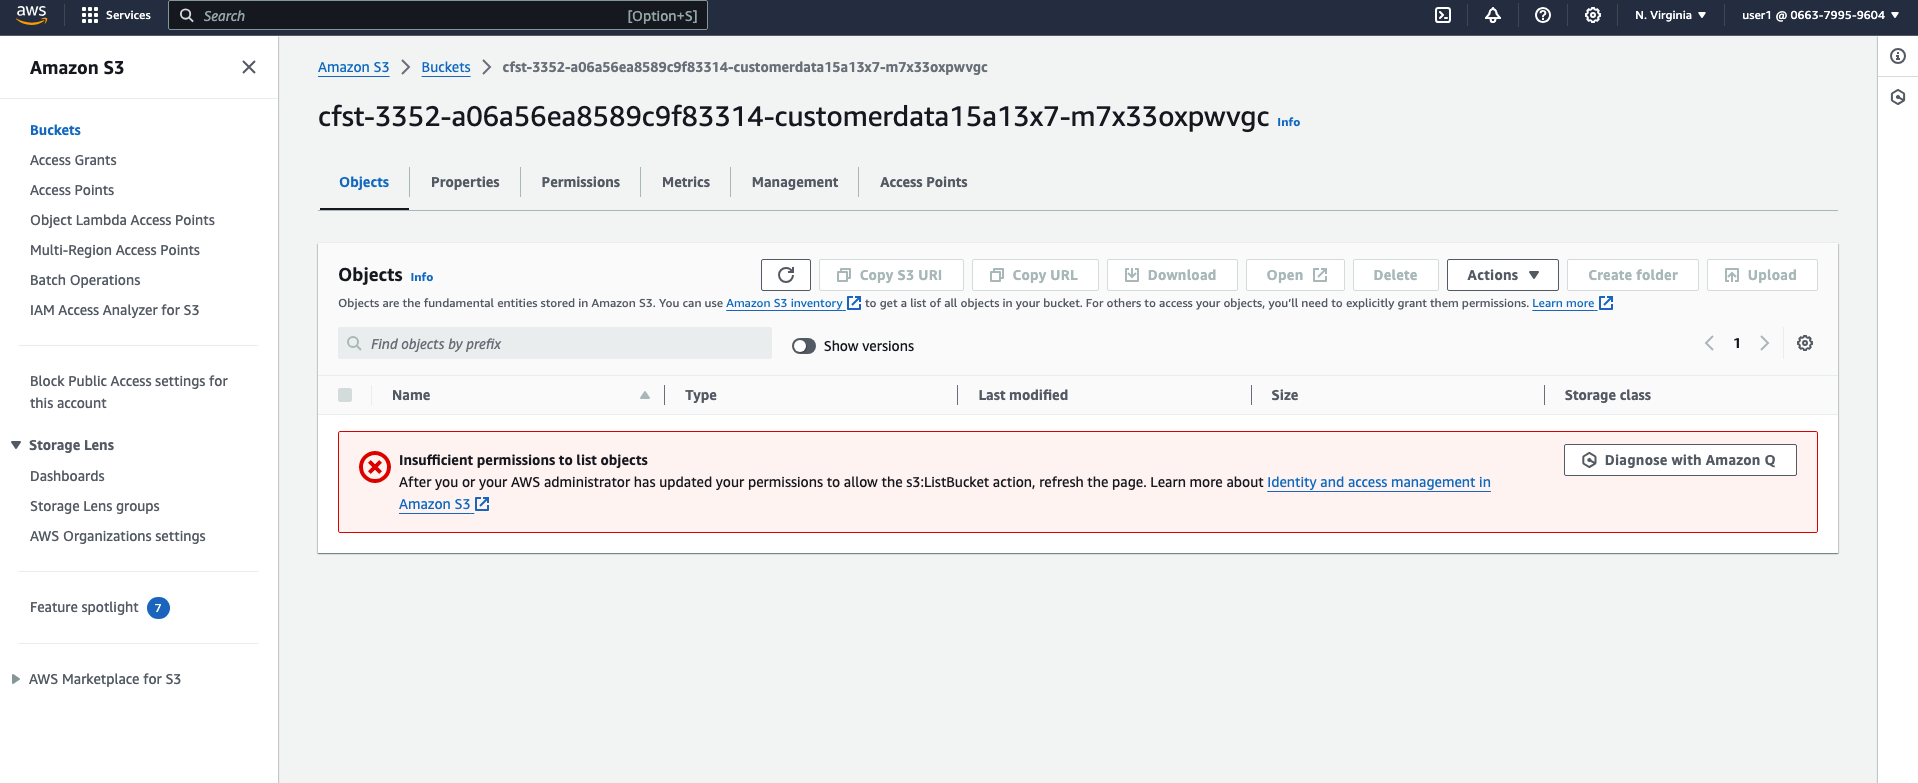 aws
Services
Search
[Option+S]
N. Virginia
user1 @ 0663-7995-9604
Amazon S3
Buckets
Access Grants
Access Points
Object Lambda Access Points
Multi-Region Access Points
Batch Operations
IAM Access Analyzer for S3
Block Public Access settings for
this account
Storage Lens
Dashboards
Storage Lens groups
AWS Organizations settings
Feature spotlight 7
AWS Marketplace for S3
Amazon S3 > Buckets > cfst-3352-a06a56ea8589c9f83314-customerdata15a13x7-m7x33oxpwvgc
cfst-3352-a06a56ea8589c9f83314-customerdata15a13x7-m7x33oxpwvgc Info
Objects Properties Permissions Metrics Management Access Points
Objects Info
Copy S3 URI Copy URL Download Open Delete Actions Create folder Upload
Objects are the fundamental entities stored in Amazon S3. You can use Amazon S3 inventory to get a list of all objects in your bucket. For others to access your objects, you'll need to explicitly grant them permissions. Learn more
Find objects by prefix
Show versions
1
Name Type Last modified Size Storage class
Insufficient permissions to list objects
After you or your AWS administrator has updated your permissions to allow the s3:ListBucket action, refresh the page. Learn more about Identity and access management in
Amazon S3
Diagnose with Amazon Q